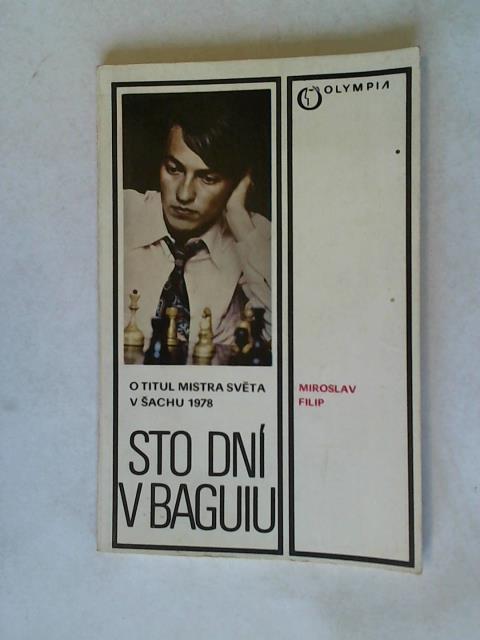 OLYMPIA
O TITUL MISTRA SVĚTA
V ŠACHU 1978
MIROSLAV
FILIP
STO DNÍ
V BAGUIU